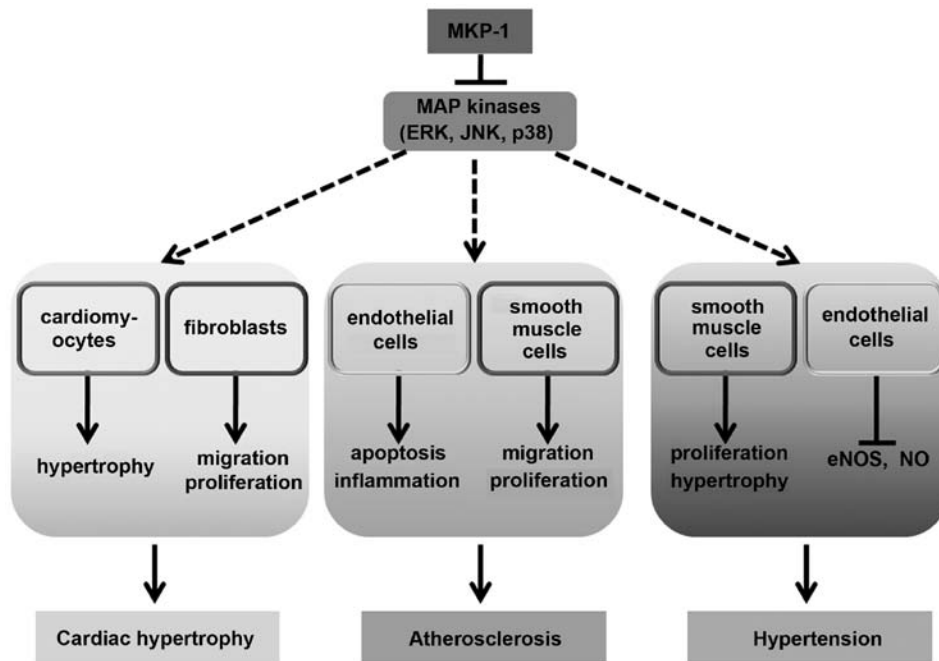 MKP-1
MAP kinases
(ERK, JNK, p38)
cardiomy-
ocytes
fibroblasts
endothelial
cells
smooth
muscle
cells
smooth
muscle
cells
endothelial
cells
hypertrophy
migration
proliferation
apoptosis
inflammation
migration
proliferation
proliferation
hypertrophy
eNOS, NO
Cardiac hypertrophy
Atherosclerosis
Hypertension